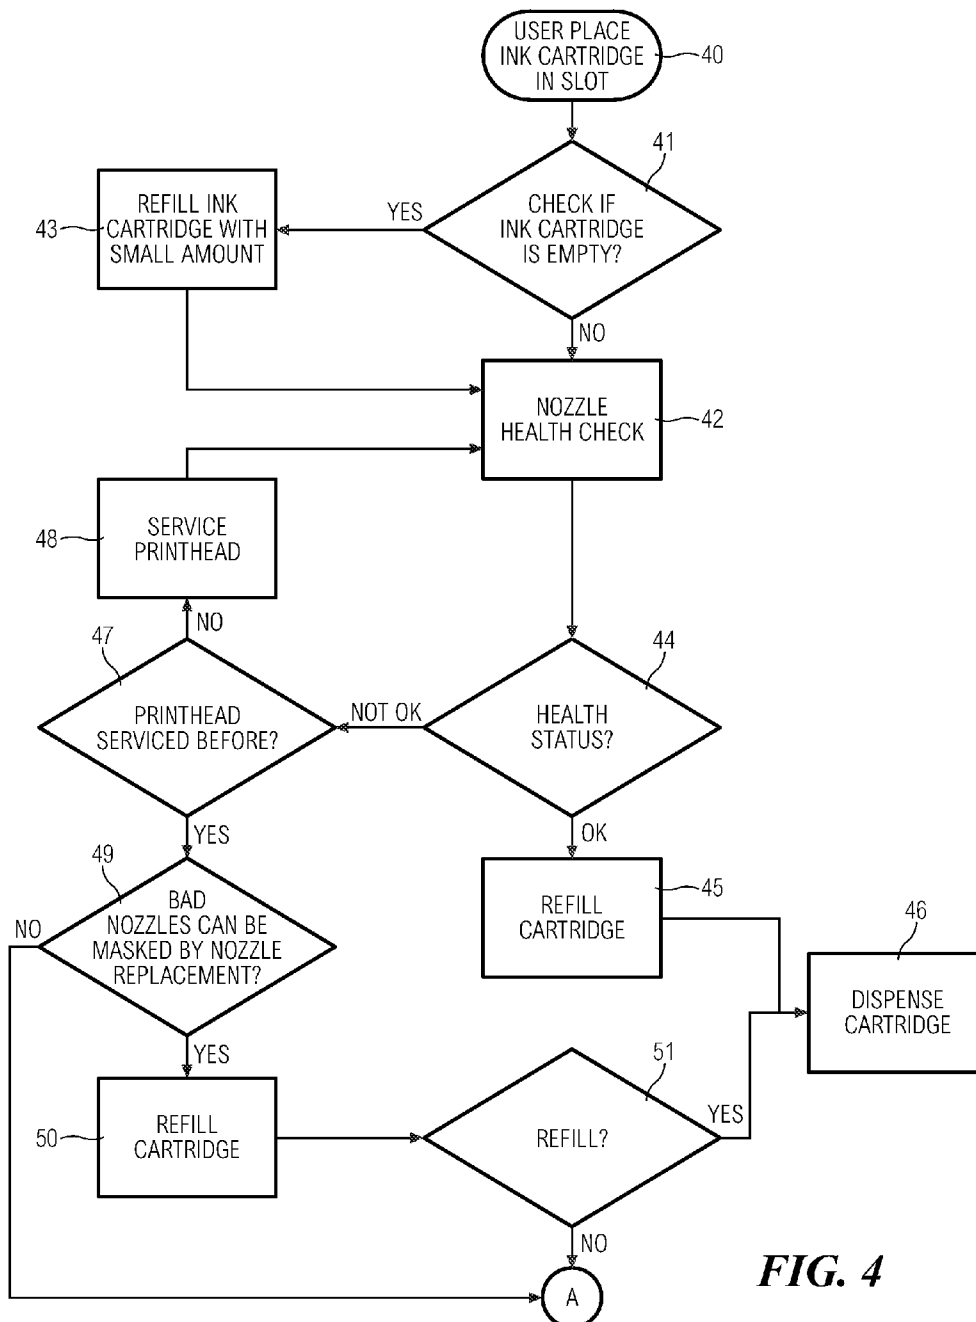 USER PLACE
INK CARTRIDGE
IN SLOT
40
41
CHECK IF
INK CARTRIDGE
IS EMPTY?
YES
REFILL INK
CARTRIDGE WITH
SMALL AMOUNT
43
NO
NOZZLE
HEALTH CHECK
42
SERVICE
PRINTHEAD
48
NO
47
PRINTHEAD
SERVICED BEFORE?
NOT OK
44
HEALTH
STATUS?
YES
OK
49
BAD
NOZZLES CAN BE
MASKED BY NOZZLE
REPLACEMENT?
NO
45
REFILL
CARTRIDGE
46
DISPENSE
CARTRIDGE
YES
50
REFILL
CARTRIDGE
51
REFILL?
YES
NO
A
FIG. 4